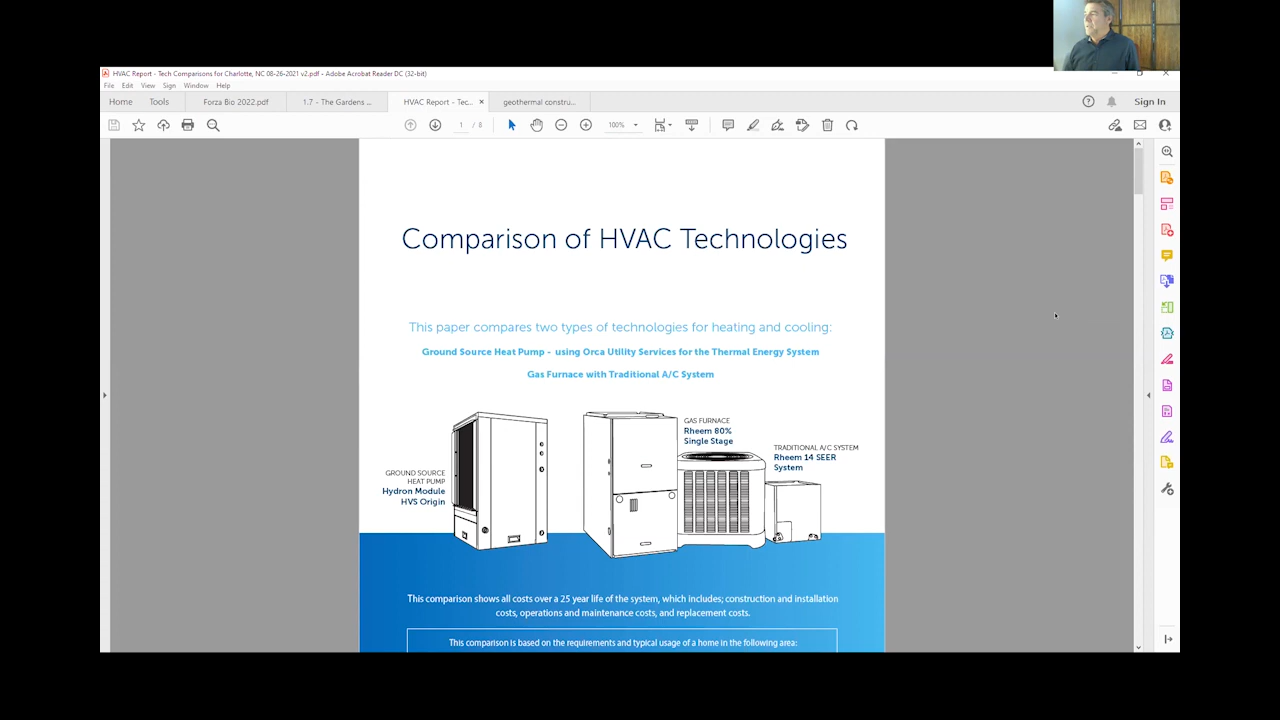 HVAC Report - Tech Comparisons for Charlotte, NC 08-26-2021 v2.pdf - Adobe Acrobat Reader DC (32-bit)
File Edit View Sign Window Help
Home Tools Forza Bio 2022.pdf 1.7 - The Gardens ... HVAC Report - Tec... × geothermal constru... Sign In
1 / 8 100%
Comparison of HVAC Technologies
This paper compares two types of technologies for heating and cooling:
Ground Source Heat Pump - using Orca Utility Services for the Thermal Energy System
Gas Furnace with Traditional A/C System
GROUND SOURCE
HEAT PUMP
Hydron Module
HVS Origin
GAS FURNACE
Rheem 80%
Single Stage
TRADITIONAL A/C SYSTEM
Rheem 14 SEER
System
This comparison shows all costs over a 25 year life of the system, which includes; construction and installation
costs, operations and maintenance costs, and replacement costs.
This comparison is based on the requirements and typical usage of a home in the following area: